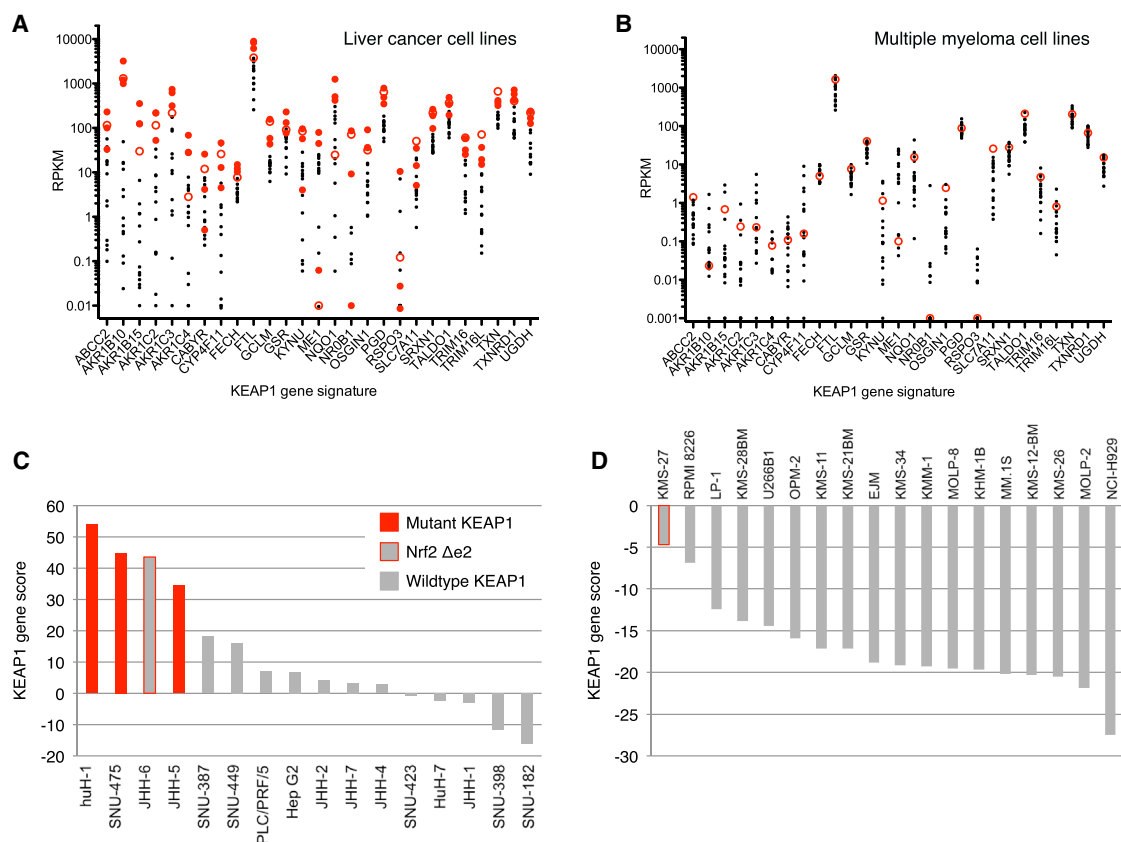 A
Liver cancer cell lines
RPKM
10000
1000
100
10
1
0.1
0.01
ABCC2
AKR1B10
AKR1B15
AKR1C2
AKR1C3
AKR1C4
CABYR
CYP4F11
FECH
FTL
GCLM
GSR
KYNU
ME1
NQO1
NR0B1
OSGIN1
PGD
RSPO3
SLC7A11
SRXN1
TALDO1
TRIM16
TRIM16L
TXN
TXNRD1
UGDH
KEAP1 gene signature
B
Multiple myeloma cell lines
RPKM
10000
1000
100
10
1
0.1
0.01
0.001
ABCC2
AKR1B10
AKR1B15
AKR1C2
AKR1C3
AKR1C4
CABYR
CYP4F11
FECH
FTL
GCLM
GSR
KYNU
ME1
NQO1
NR0B1
OSGIN1
PGD
RSPO3
SLC7A11
SRXN1
TALDO1
TRIM16
TRIM16L
TXN
TXNRD1
UGDH
KEAP1 gene signature
C
KEAP1 gene score
60
50
40
30
20
10
0
-10
-20
Mutant KEAP1
Nrf2 Δe2
Wildtype KEAP1
huH-1
SNU-475
JHH-6
JHH-5
SNU-387
SNU-449
PLC/PRF/5
Hep G2
JHH-2
JHH-7
JHH-4
SNU-423
HuH-7
JHH-1
SNU-398
SNU-182
D
KMS-27
RPMI 8226
LP-1
KMS-28BM
U266B1
OPM-2
KMS-11
KMS-21BM
EJM
KMS-34
KMM-1
MOLP-8
KHM-1B
MM.1S
KMS-12-BM
KMS-26
MOLP-2
NCI-H929
KEAP1 gene score
0
-5
-10
-15
-20
-25
-30